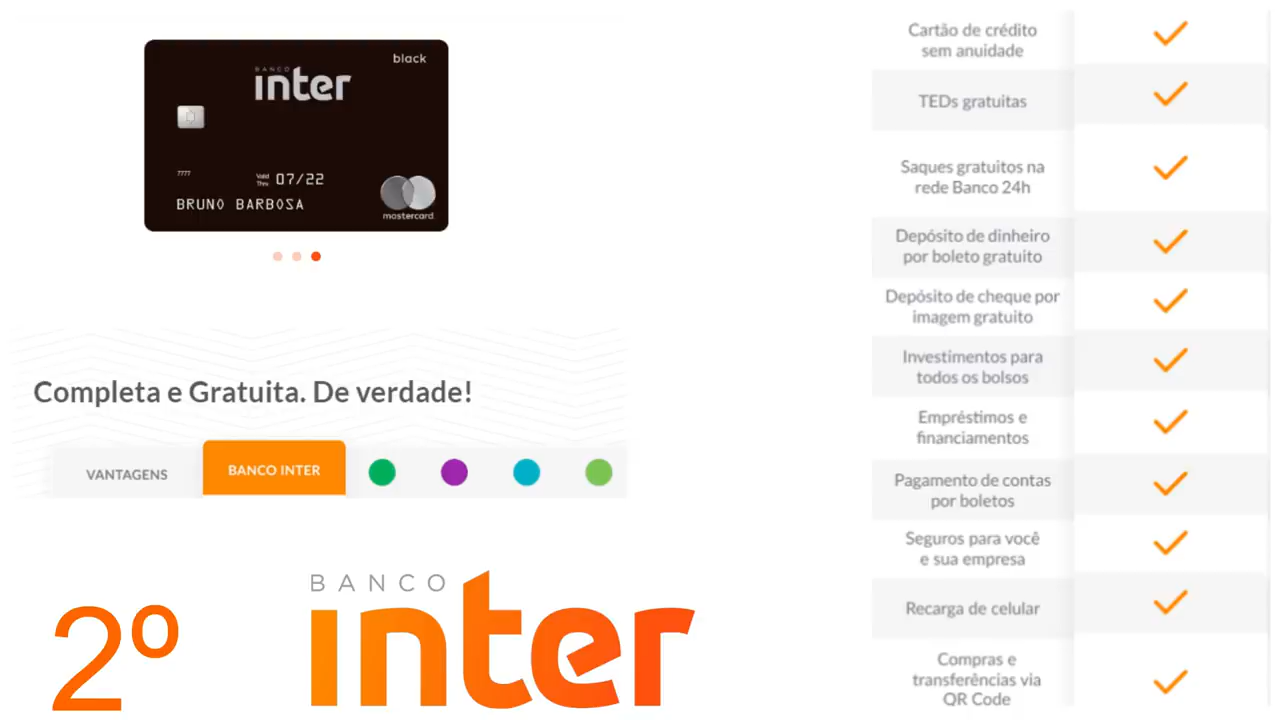 black
BANCO
inter
7777
Valid
Thru
07/22
BRUNO BARBOSA
mastercard
Completa e Gratuita. De verdade!
VANTAGENS
BANCO INTER
2º
BANCO
inter
Cartão de crédito
sem anuidade
TEDs gratuitas
Saques gratuitos na
rede Banco 24h
Depósito de dinheiro
por boleto gratuito
Depósito de cheque por
imagem gratuito
Investimentos para
todos os bolsos
Empréstimos e
financiamentos
Pagamento de contas
por boletos
Seguros para você
e sua empresa
Recarga de celular
Compras e
transferências via
QR Code